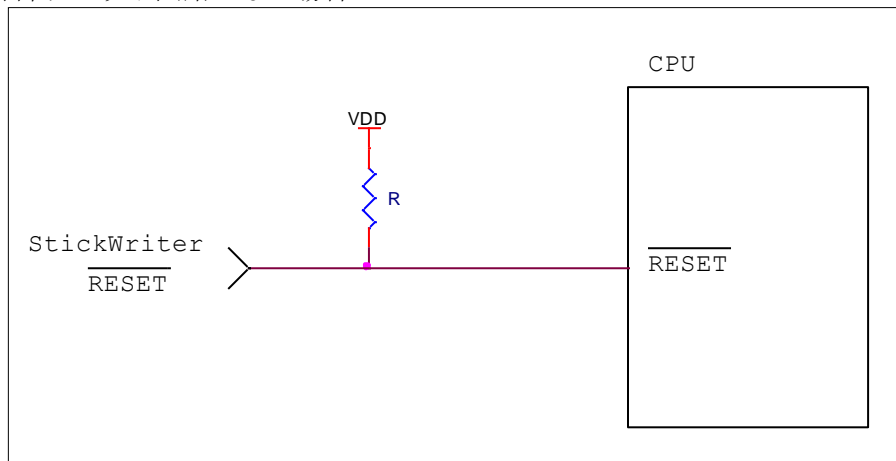 CPU
VDD
R
StickWriter
RESET
RESET